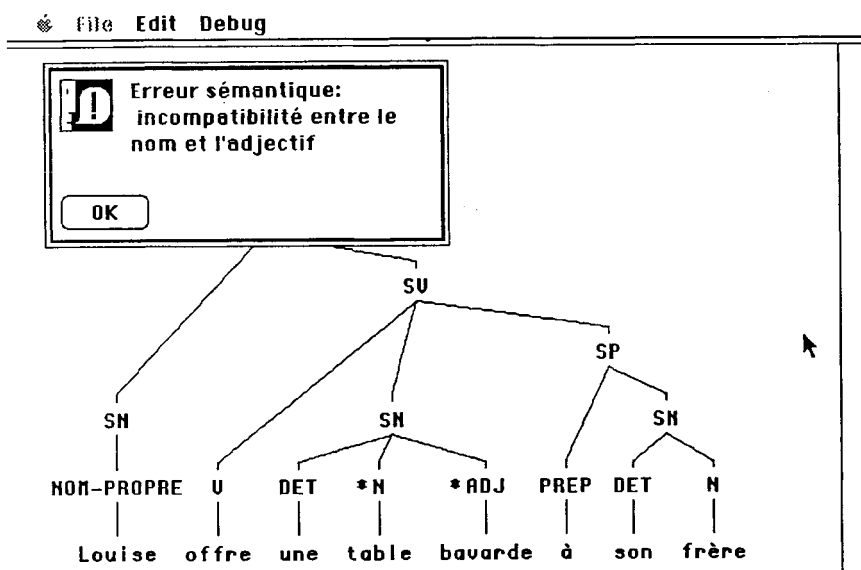 File Edit Debug
Erreur sémantique:
incompatibilité entre le
nom et l'adjectif
OK
SV
SP
SN SN SN
NOM-PROPRE V DET *N *ADJ PREP DET N
Louise offre une table bavarde à son frère